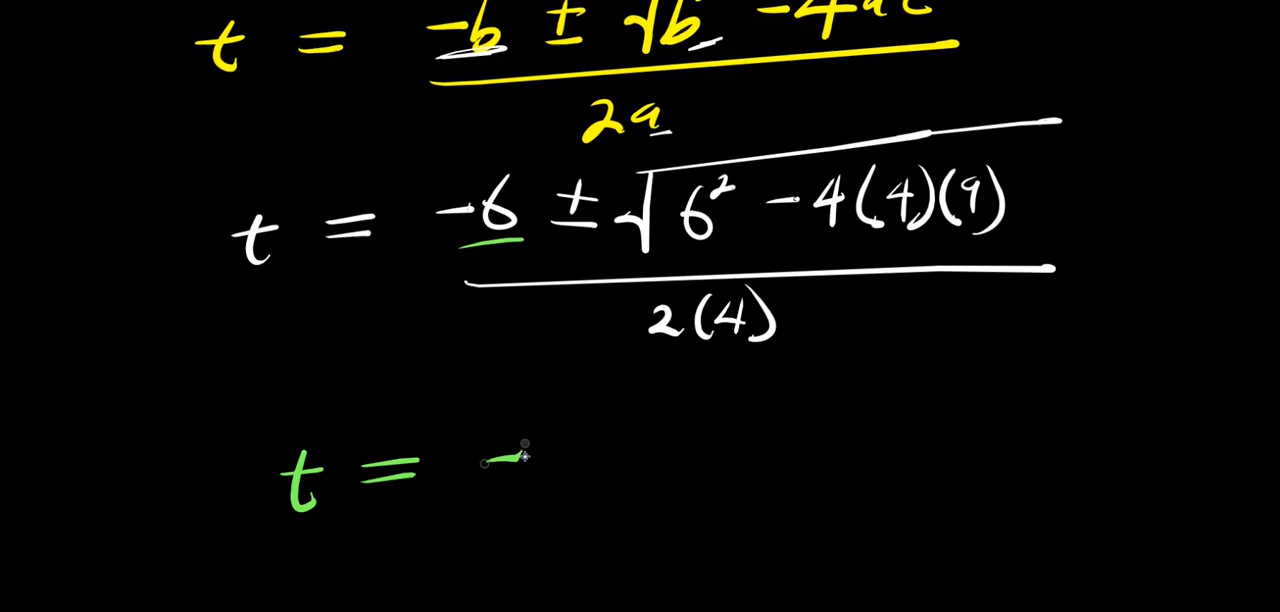 t = -b ± √b² - 4ac
2a
t = -6 ± √6² - 4(4)(9)
2(4)
t = -